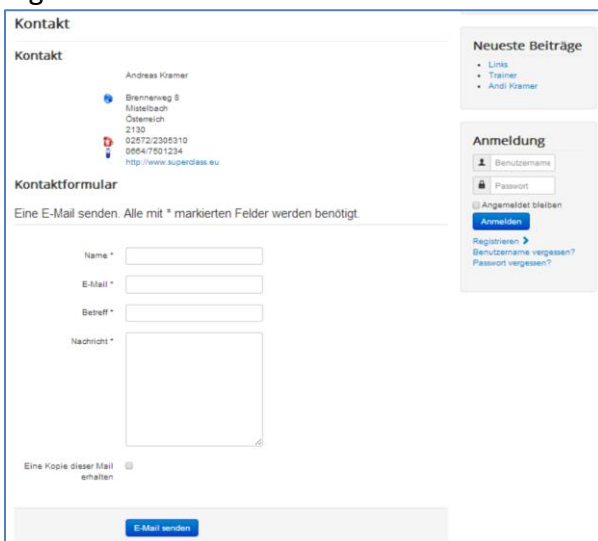 Kontakt
Kontakt
Andreas Kramer
Brennerweg 8
Mistelbach
Österreich
2130
02572/2305310
0664/7501234
http://www.superclass.eu
Kontaktformular
Eine E-Mail senden. Alle mit * markierten Felder werden benötigt.
Name *
E-Mail *
Betreff *
Nachricht *
Eine Kopie dieser Mail
erhalten
E-Mail senden
Neueste Beiträge
Links
Trainer
Andi Kramer
Anmeldung
Benutzername
Passwort
Angemeldet bleiben
Anmelden
Registrieren
Benutzername vergessen?
Passwort vergessen?